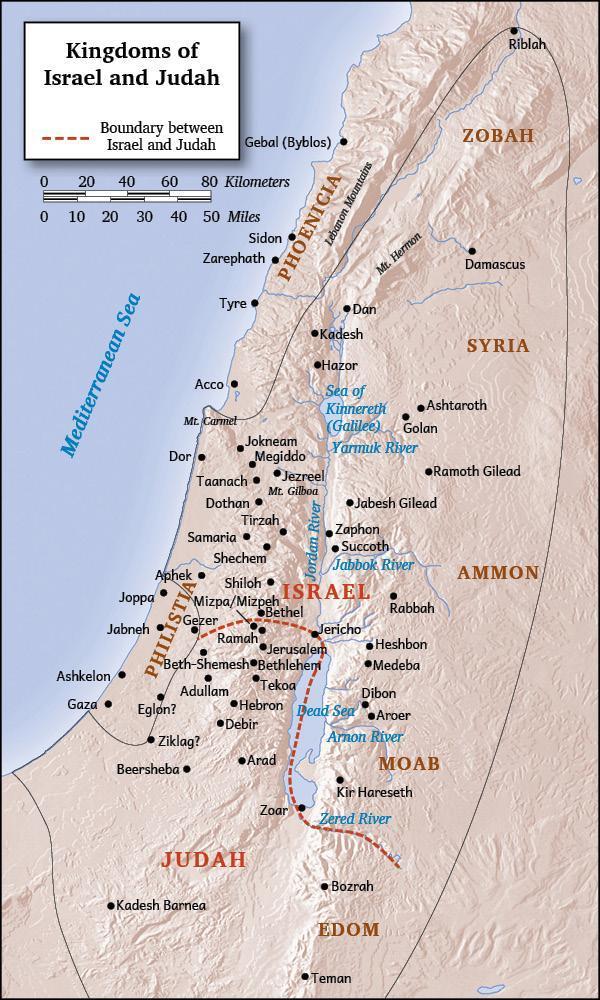 Kingdoms of
Israel and Judah
Boundary between
Israel and Judah
0 20 40 60 80 Kilometers
0 10 20 30 40 50 Miles
Riblah
ZOBAH
Gebal (Byblos)
Lebanon Mountains
PHOENICIA
Sidon
Mt. Hermon
Zarephath
Damascus
Tyre
Dan
Mediterranean Sea
Kadesh
SYRIA
Hazor
Acco
Sea of
Kinnereth
(Galilee)
Ashtaroth
Golan
Mt. Carmel
Yarmuk River
Jokneam
Dor
Megiddo
Ramoth Gilead
Taanach
Jezreel
Mt. Gilboa
Dothan
Jabesh Gilead
Tirzah
Jordan River
Zaphon
Samaria
Succoth
Shechem
Jabbok River
Aphek
AMMON
Shiloh
ISRAEL
Joppa
Mizpa/Mizpeh
Rabbah
PHILISTIA
Bethel
Gezer
Jabneh
Ramah
Jericho
Heshbon
Jerusalem
Beth-Shemesh
Bethlehem
Medeba
Ashkelon
Tekoa
Adullam
Dibon
Gaza
Eglon?
Hebron
Dead Sea
Aroer
Debir
Arnon River
Ziklag?
Arad
MOAB
Beersheba
Kir Hareseth
Zoar
Zered River
JUDAH
Bozrah
Kadesh Barnea
EDOM
Teman